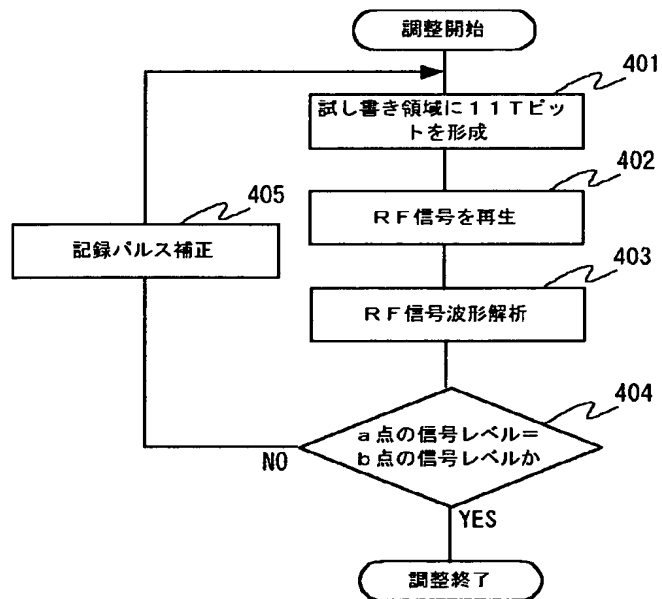 調整開始
401
試し書き領域に11Tピッ
トを形成
402
RF信号を再生
405
記録パルス補正
403
RF信号波形解析
404
a点の信号レベル=
b点の信号レベルか
NO
YES
調整終了